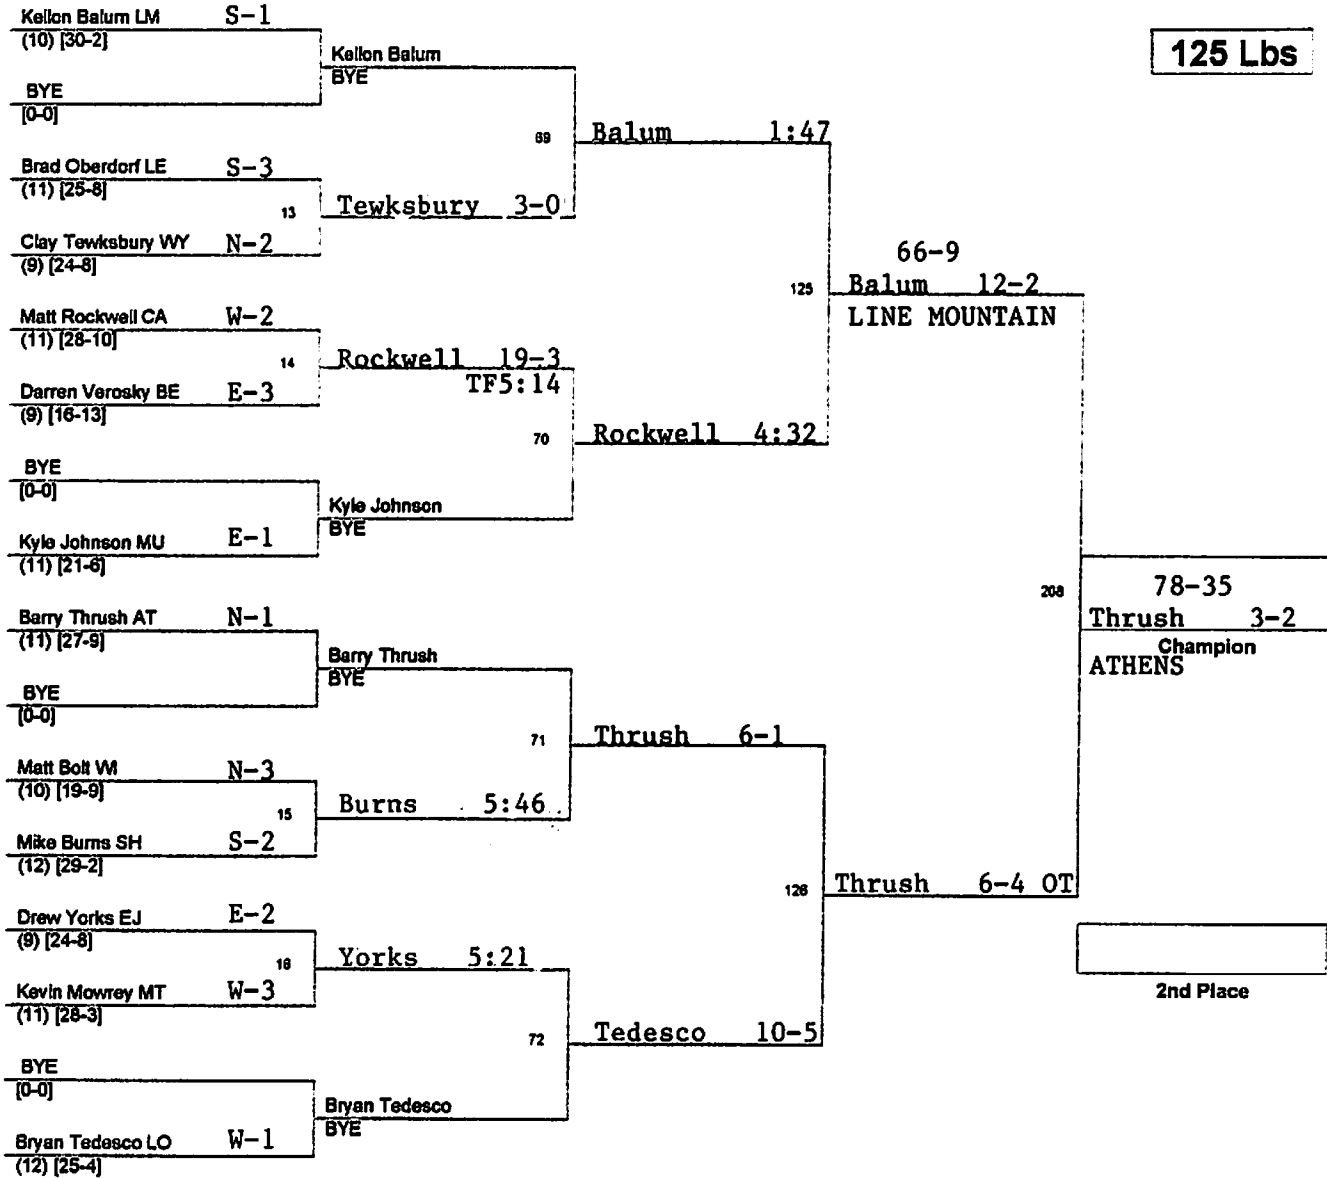 Kellon Balum LM S-1
(10) [30-2]
Kellon Balum
BYE
125 Lbs
BYE
[0-0]
69 Balum 1:47
Brad Oberdorf LE S-3
(11) [25-8]
13 Tewksbury 3-0
Clay Tewksbury WY N-2
(9) [24-8]
66-9
125 Balum 12-2
LINE MOUNTAIN
Matt Rockwell CA W-2
(11) [28-10]
14 Rockwell 19-3
TF5:14
Darren Verosky BE E-3
(9) [16-13]
70 Rockwell 4:32
BYE
[0-0]
Kyle Johnson
BYE
Kyle Johnson MU E-1
(11) [21-6]
208 78-35
Thrush 3-2
Champion
ATHENS
Barry Thrush AT N-1
(11) [27-9]
Barry Thrush
BYE
BYE
[0-0]
71 Thrush 6-1
Matt Bolt WI N-3
(10) [19-9]
15 Burns 5:46
Mike Burns SH S-2
(12) [29-2]
126 Thrush 6-4 OT
Drew Yorks EJ E-2
(9) [24-8]
16 Yorks 5:21
Kevin Mowrey MT W-3
(11) [28-3]
2nd Place
72 Tedesco 10-5
BYE
[0-0]
Bryan Tedesco
BYE
Bryan Tedesco LO W-1
(12) [25-4]